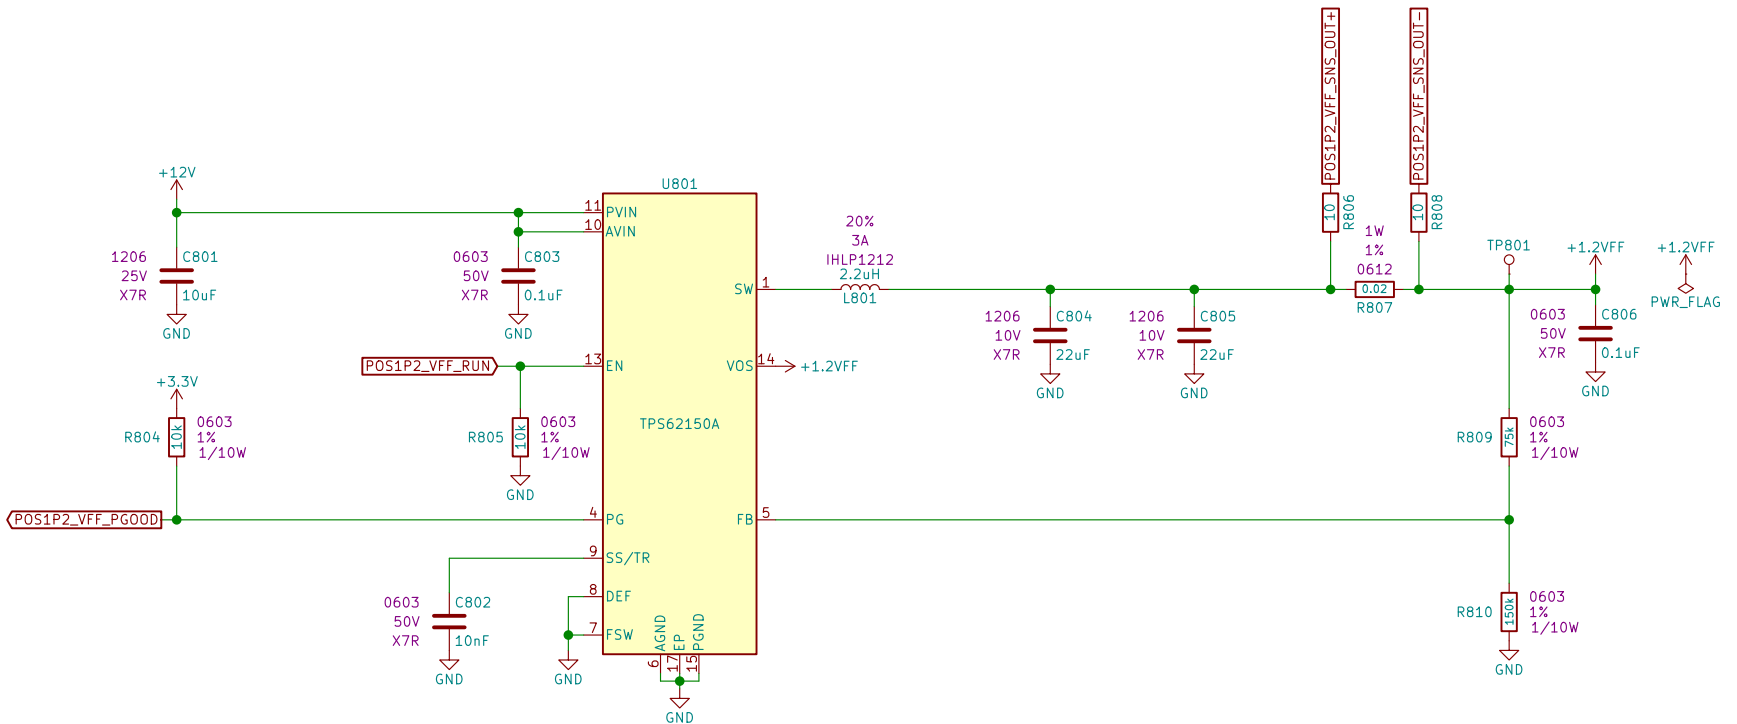 POS1P2_VFF_SNS_OUT+
POS1P2_VFF_SNS_OUT-
10
R806
10
R808
+12V
1206
25V
X7R
C801
10uF
GND
0603
50V
X7R
C803
0.1uF
GND
POS1P2_VFF_RUN
+3.3V
R804
10k
0603
1%
1/10W
R805
10k
0603
1%
1/10W
GND
POS1P2_VFF_PGOOD
0603
50V
X7R
C802
10nF
GND
GND
U801
11
PVIN
10
AVIN
13
EN
4
PG
9
SS/TR
8
DEF
7
FSW
TPS62150A
SW
1
VOS
14
+1.2VFF
FB
5
AGND
EP
PGND
6
17
15
GND
20%
3A
IHLP1212
2.2uH
L801
1206
10V
X7R
C804
22uF
GND
1206
10V
X7R
C805
22uF
GND
1W
1%
0612
0.02
R807
TP801
+1.2VFF
0603
50V
X7R
C806
0.1uF
GND
+1.2VFF
PWR_FLAG
R809
75k
0603
1%
1/10W
R810
150k
0603
1%
1/10W
GND